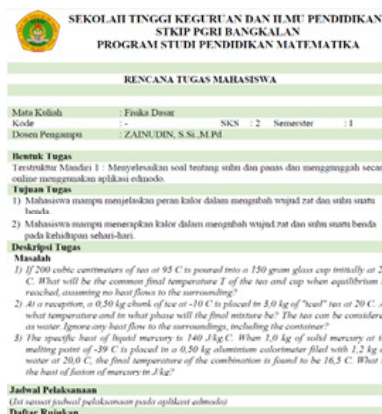 SEKOLAH TINGGI KEGURUAN DAN ILMU PENDIDIKAN
STKIP PGRI BANGKALAN
PROGRAM STUDI PENDIDIKAN MATEMATIKA
RENCANA TUGAS MAHASISWA
Mata Kuliah : Fisika Dasar
Kode : - SKS : 2 Semerster : 1
Dosen Pengampu : ZAINUDIN, S.Si.,M.Pd
Bentuk Tugas
Terstruktur Mandiri 1 : Menyelesaikan soal tentang suhu dan panas dan menggunggah secar
online menggunakan aplikasi edmodo.
Tujuan Tugas
1) Mahasiswa mampu menjelaskan peran kalor dalam mengubah wujud zat dan suhu suatu
benda.
2) Mahasiswa mampu menerapkan kalor dalam mengubah wujud zat dan suhu suatu benda
pada kehidupan sehari-hari.
Deskripsi Tugas
Masalah
1) If 200 cubic centimeters of tea at 95 C is poured into a 150 gram glass cup initially at 2
C. What will be the common final temperature T of the tea and cup when equilibrium i
reached, assuming no heat flows to the surroundings?
2) At a reception, a 0,50 kg chunk of ice at -10 C is placed in 3,0 kg of "iced" tea at 20 C. A
what temperature and in what phase will the final mixture be? The tea can be considere
as water. Ignore any heat flow to the surroundings, including the container?
3) The specific heat of liquid mercury is 140 J/kg.C. When 1,0 kg of solid mercury at it
melting point of -39 C is placed in a 0,50 kg aluminium calorimeter filed with 1,2 kg o
water at 20,0 C, the final temperature of the combination is found to be 16,5 C. What i
the heat of fusion of mercury in J/kg?
Jadwal Pelaksanaan
(Isi sesuai jadwal pelaksanaan pada aplikasi edmodo)
Daftar Rujukan